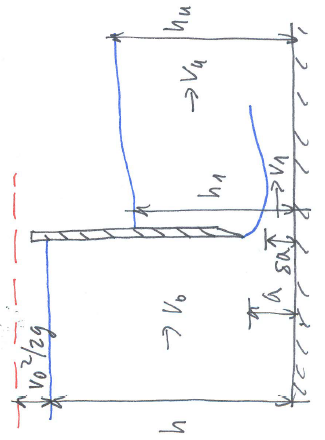 v₀²/2g
h
v₀
a
δa
v₁
h₁
vᵤ
hᵤ